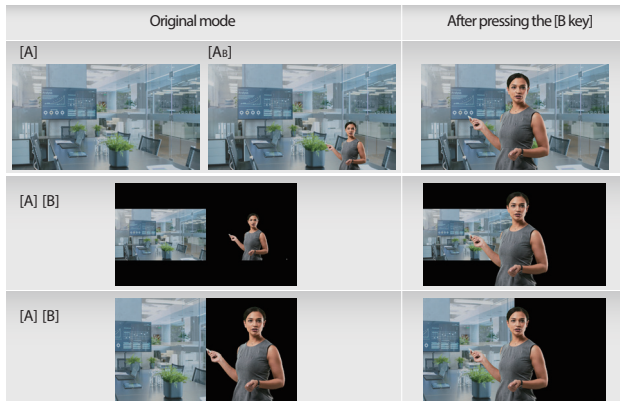 Original mode
After pressing the [B key]
[A]
[AB]
[A] [B]
[A] [B]